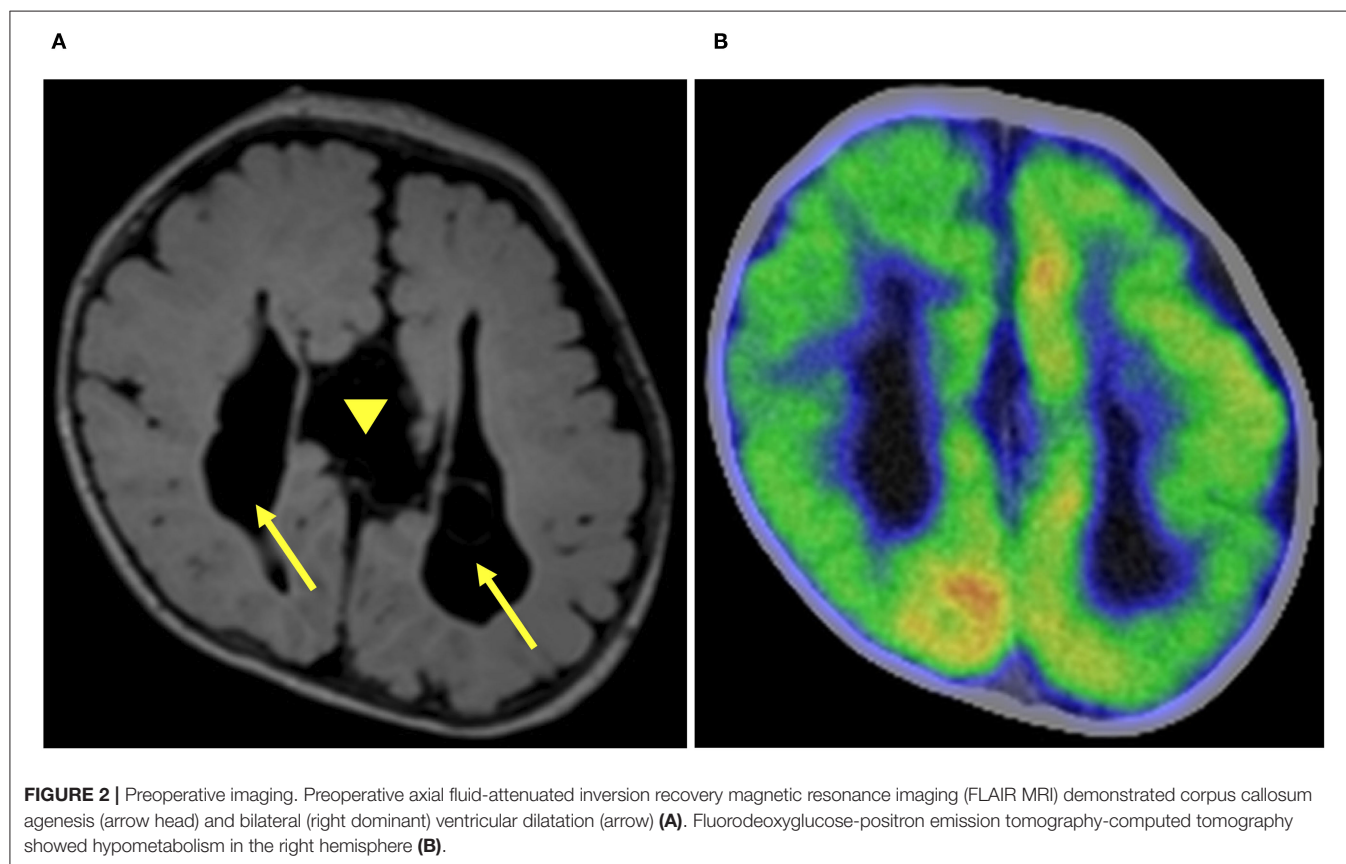 A
B
FIGURE 2 | Preoperative imaging. Preoperative axial fluid-attenuated inversion recovery magnetic resonance imaging (FLAIR MRI) demonstrated corpus callosum
agenesis (arrow head) and bilateral (right dominant) ventricular dilatation (arrow) (A). Fluorodeoxyglucose-positron emission tomography-computed tomography
showed hypometabolism in the right hemisphere (B).